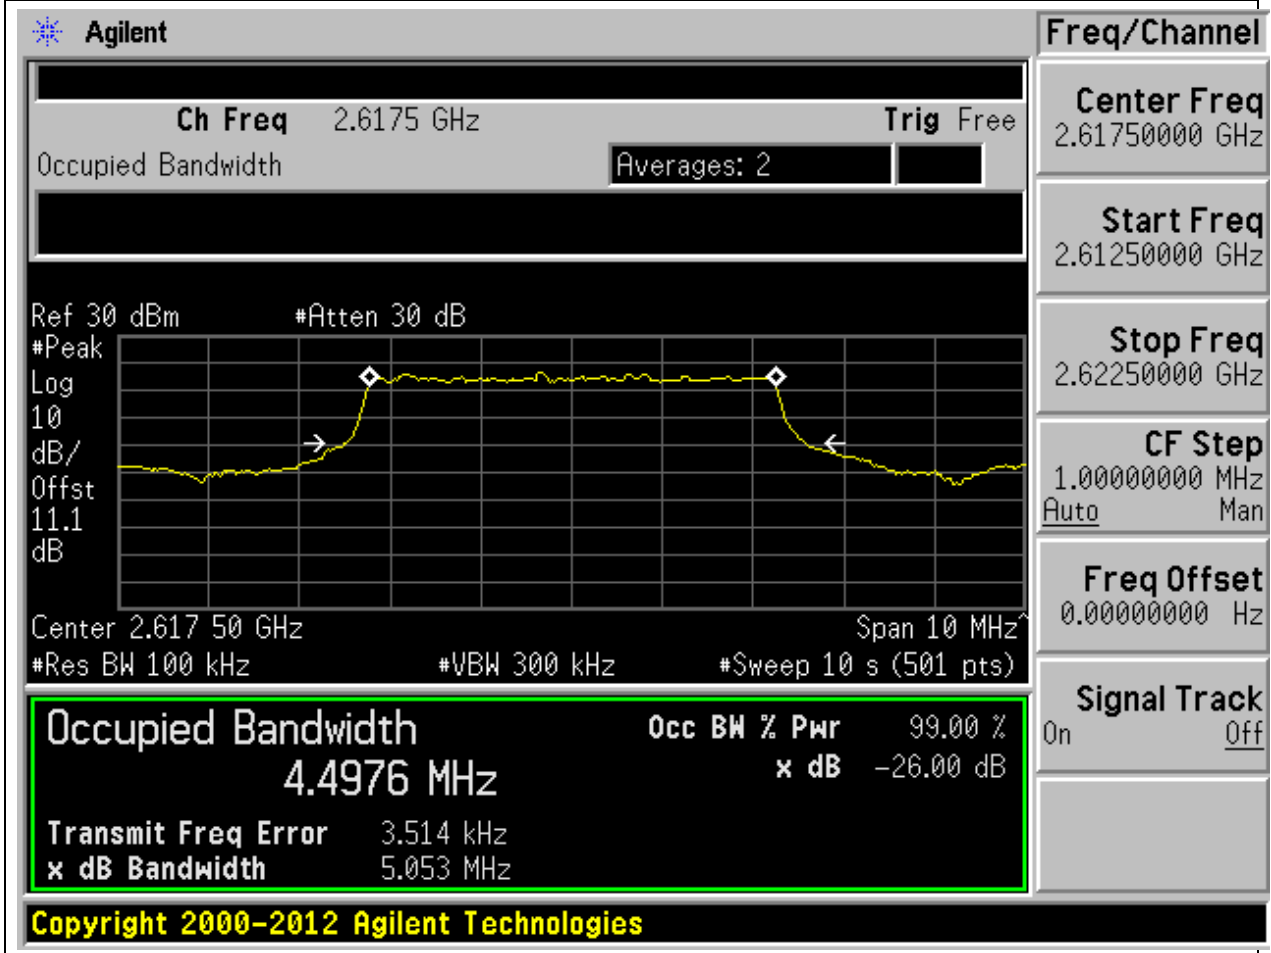 Agilent
Freq/Channel
Ch Freq 2.6175 GHz Trig Free
Occupied Bandwidth Averages: 2
Center Freq
2.61750000 GHz
Start Freq
2.61250000 GHz
Stop Freq
2.62250000 GHz
CF Step
1.00000000 MHz
Auto Man
Freq Offset
0.00000000 Hz
Signal Track
On Off
Ref 30 dBm #Atten 30 dB
#Peak
Log
10
dB/
Offst
11.1
dB
Center 2.617 50 GHz Span 10 MHz^
#Res BW 100 kHz #VBW 300 kHz #Sweep 10 s (501 pts)
Occupied Bandwidth
4.4976 MHz
Occ BW % Pwr 99.00 %
x dB -26.00 dB
Transmit Freq Error 3.514 kHz
x dB Bandwidth 5.053 MHz
Copyright 2000-2012 Agilent Technologies